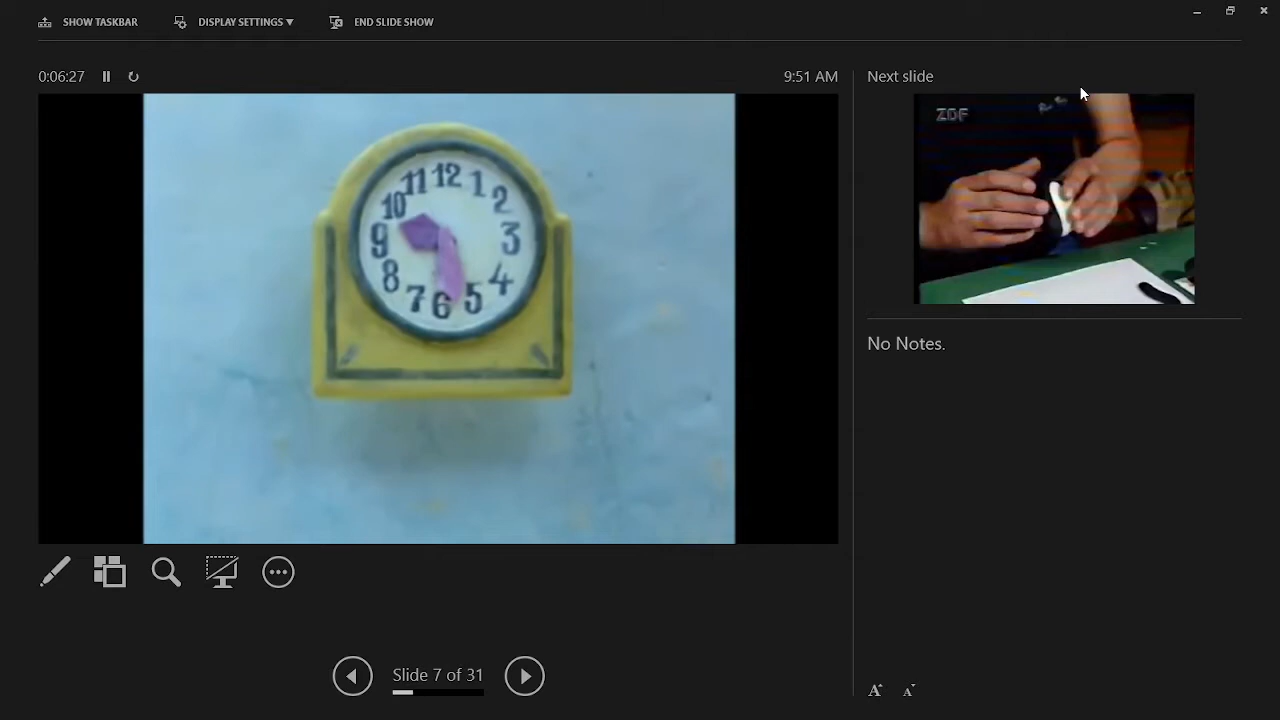 SHOW TASKBAR
DISPLAY SETTINGS ▼
END SLIDE SHOW
0:06:27
9:51 AM
Next slide
12
11 1
10 2
9 3
8 4
7 6 5
ZDF
No Notes.
Slide 7 of 31
A A